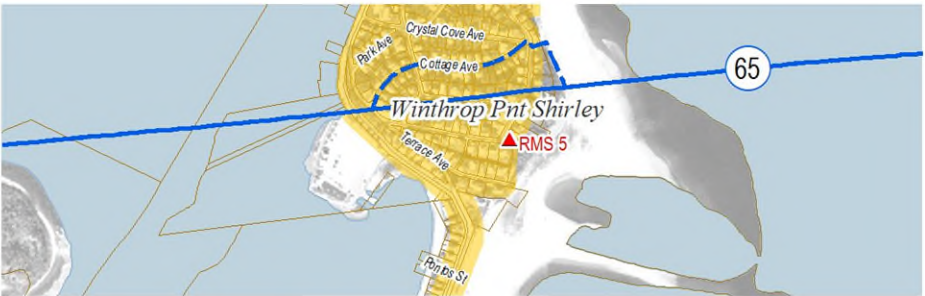 Crystal Cove Ave
Park Ave
Cottage Ave
65
Winthrop Pnt Shirley
RMS 5
Terrace Ave
Pontos St